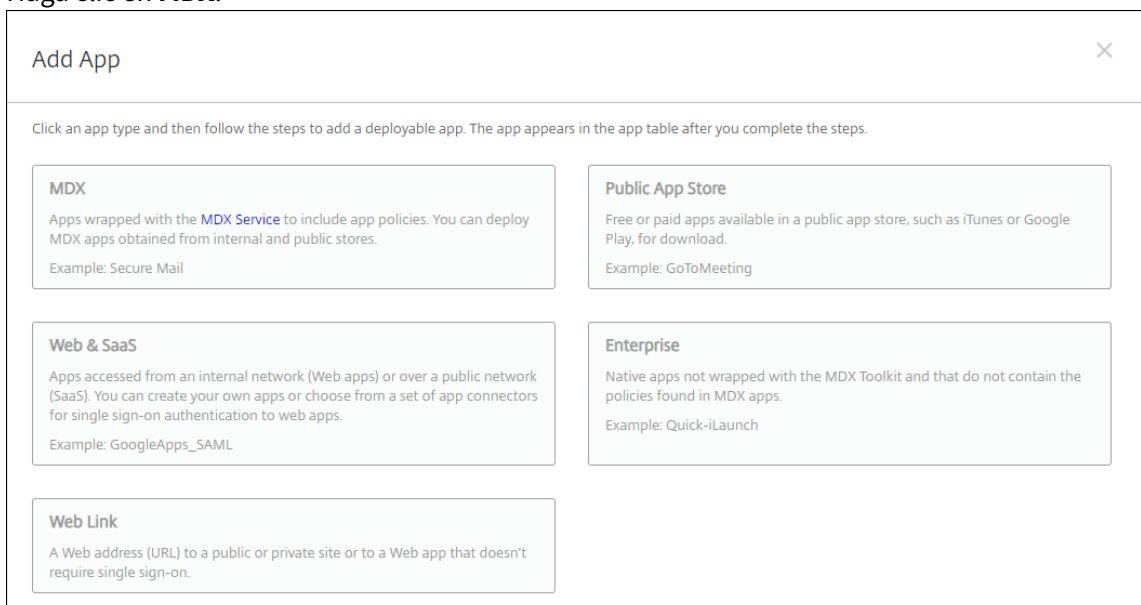 Add App
Click an app type and then follow the steps to add a deployable app. The app appears in the app table after you complete the steps.
MDX
Apps wrapped with the MDX Service to include app policies. You can deploy
MDX apps obtained from internal and public stores.
Example: Secure Mail
Public App Store
Free or paid apps available in a public app store, such as iTunes or Google
Play, for download.
Example: GoToMeeting
Web & SaaS
Apps accessed from an internal network (Web apps) or over a public network
(SaaS). You can create your own apps or choose from a set of app connectors
for single sign-on authentication to web apps.
Example: GoogleApps_SAML
Enterprise
Native apps not wrapped with the MDX Toolkit and that do not contain the
policies found in MDX apps.
Example: Quick-iLaunch
Web Link
A Web address (URL) to a public or private site or to a Web app that doesn't
require single sign-on.